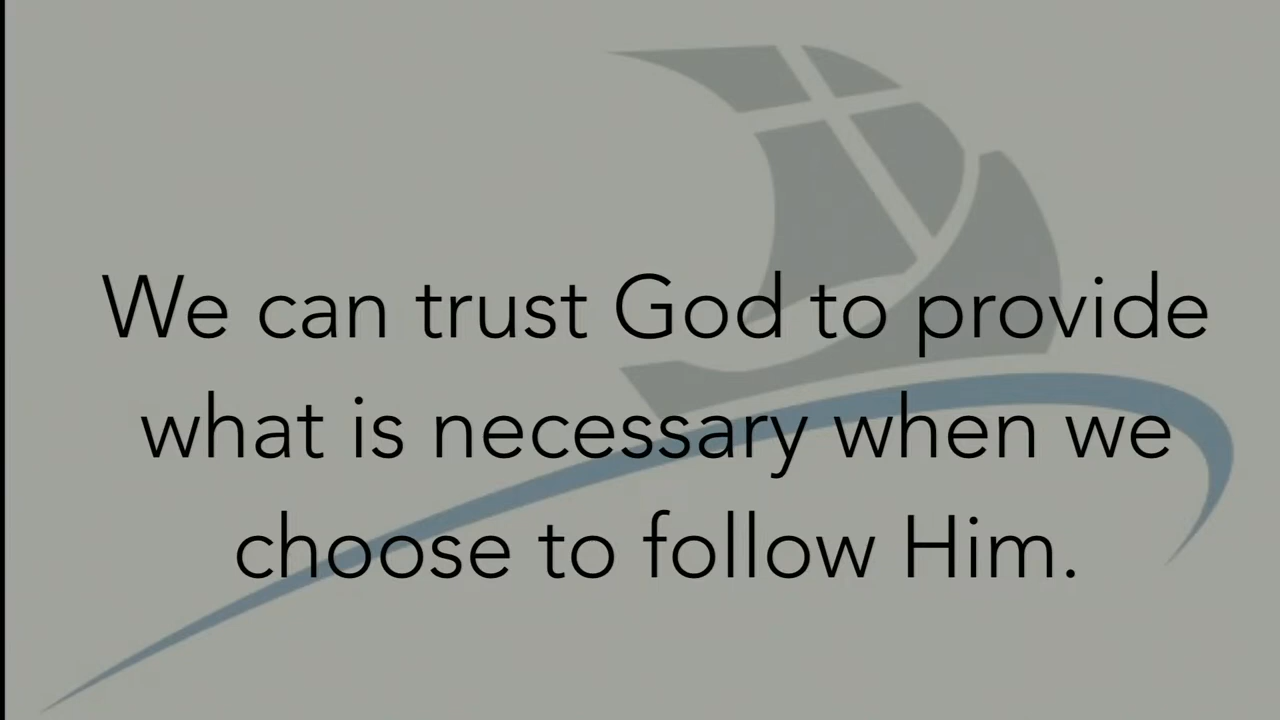 We can trust God to provide
what is necessary when we
choose to follow Him.